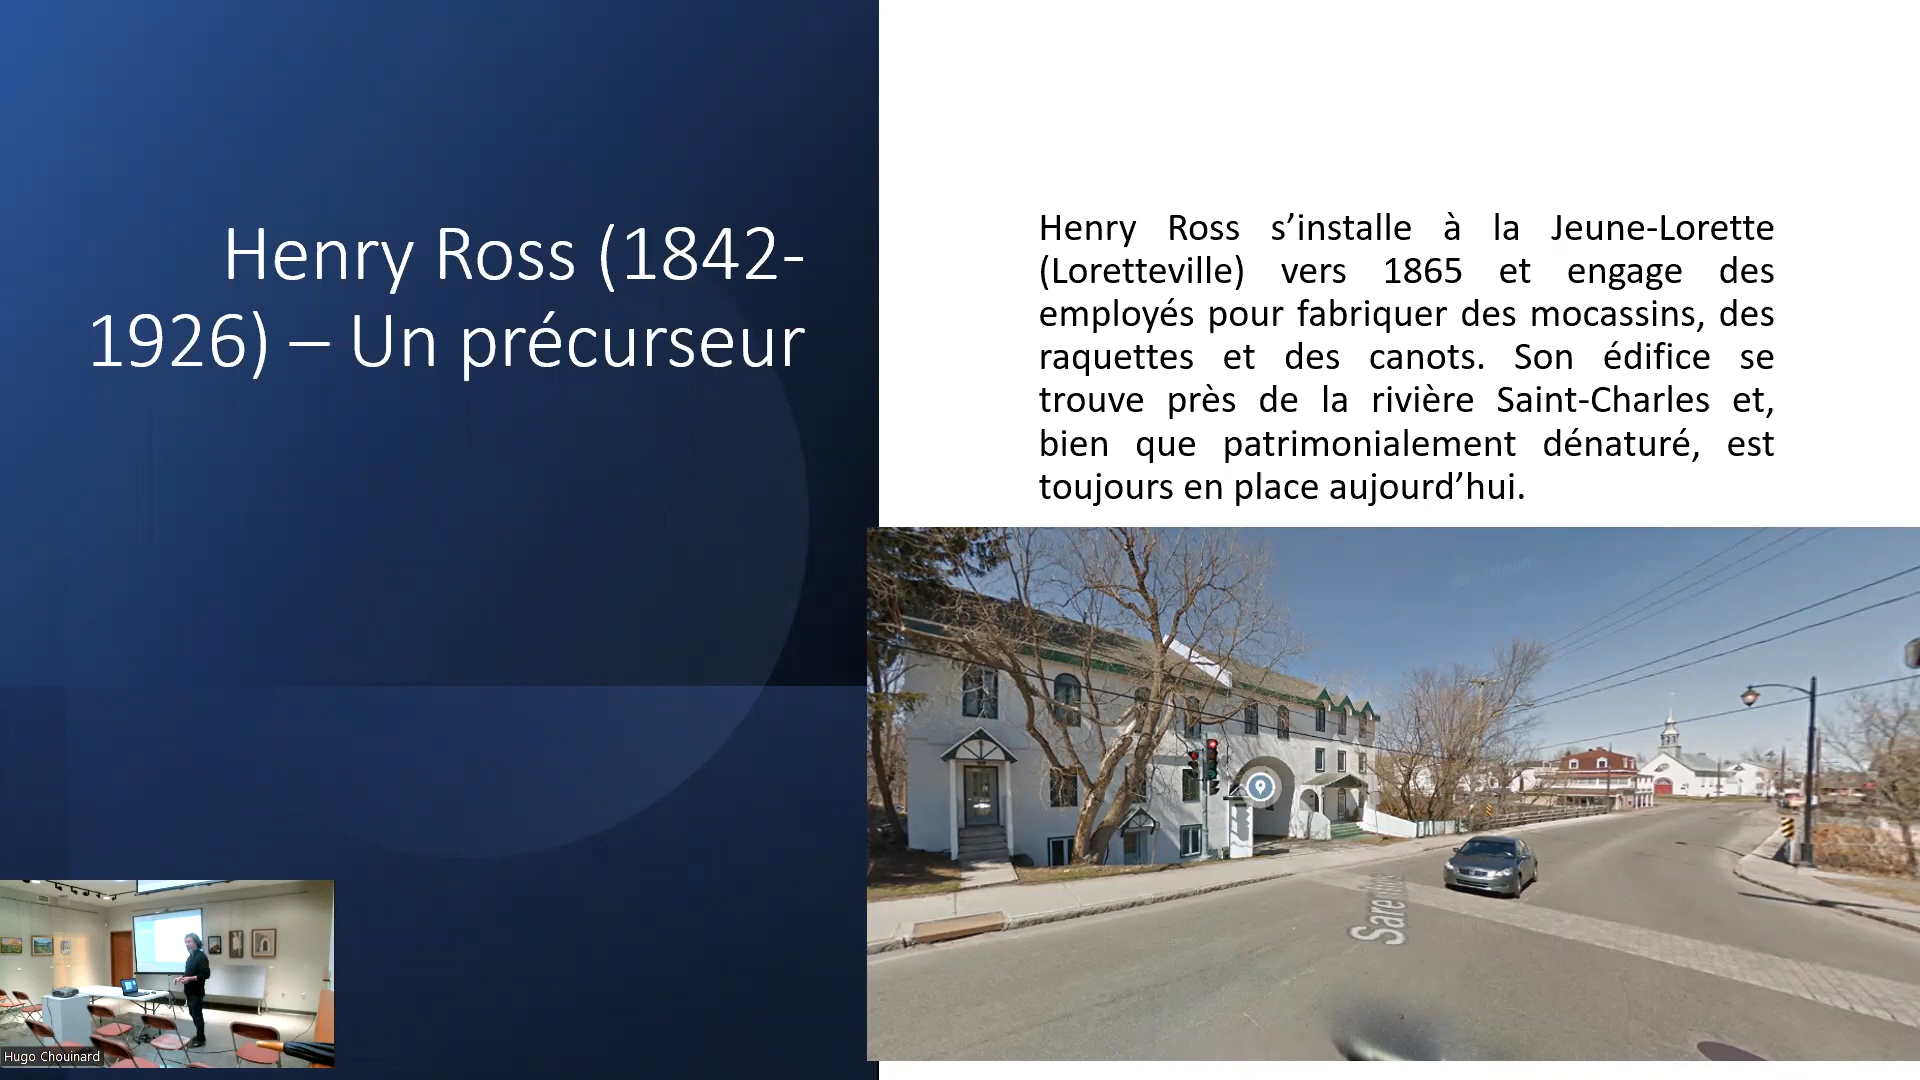 Henry Ross (1842-
1926) – Un précurseur
Henry Ross s’installe à la Jeune-Lorette
(Loretteville) vers 1865 et engage des
employés pour fabriquer des mocassins, des
raquettes et des canots. Son édifice se
trouve près de la rivière Saint-Charles et,
bien que patrimonialement dénaturé, est
toujours en place aujourd’hui.
Hugo Chouinard